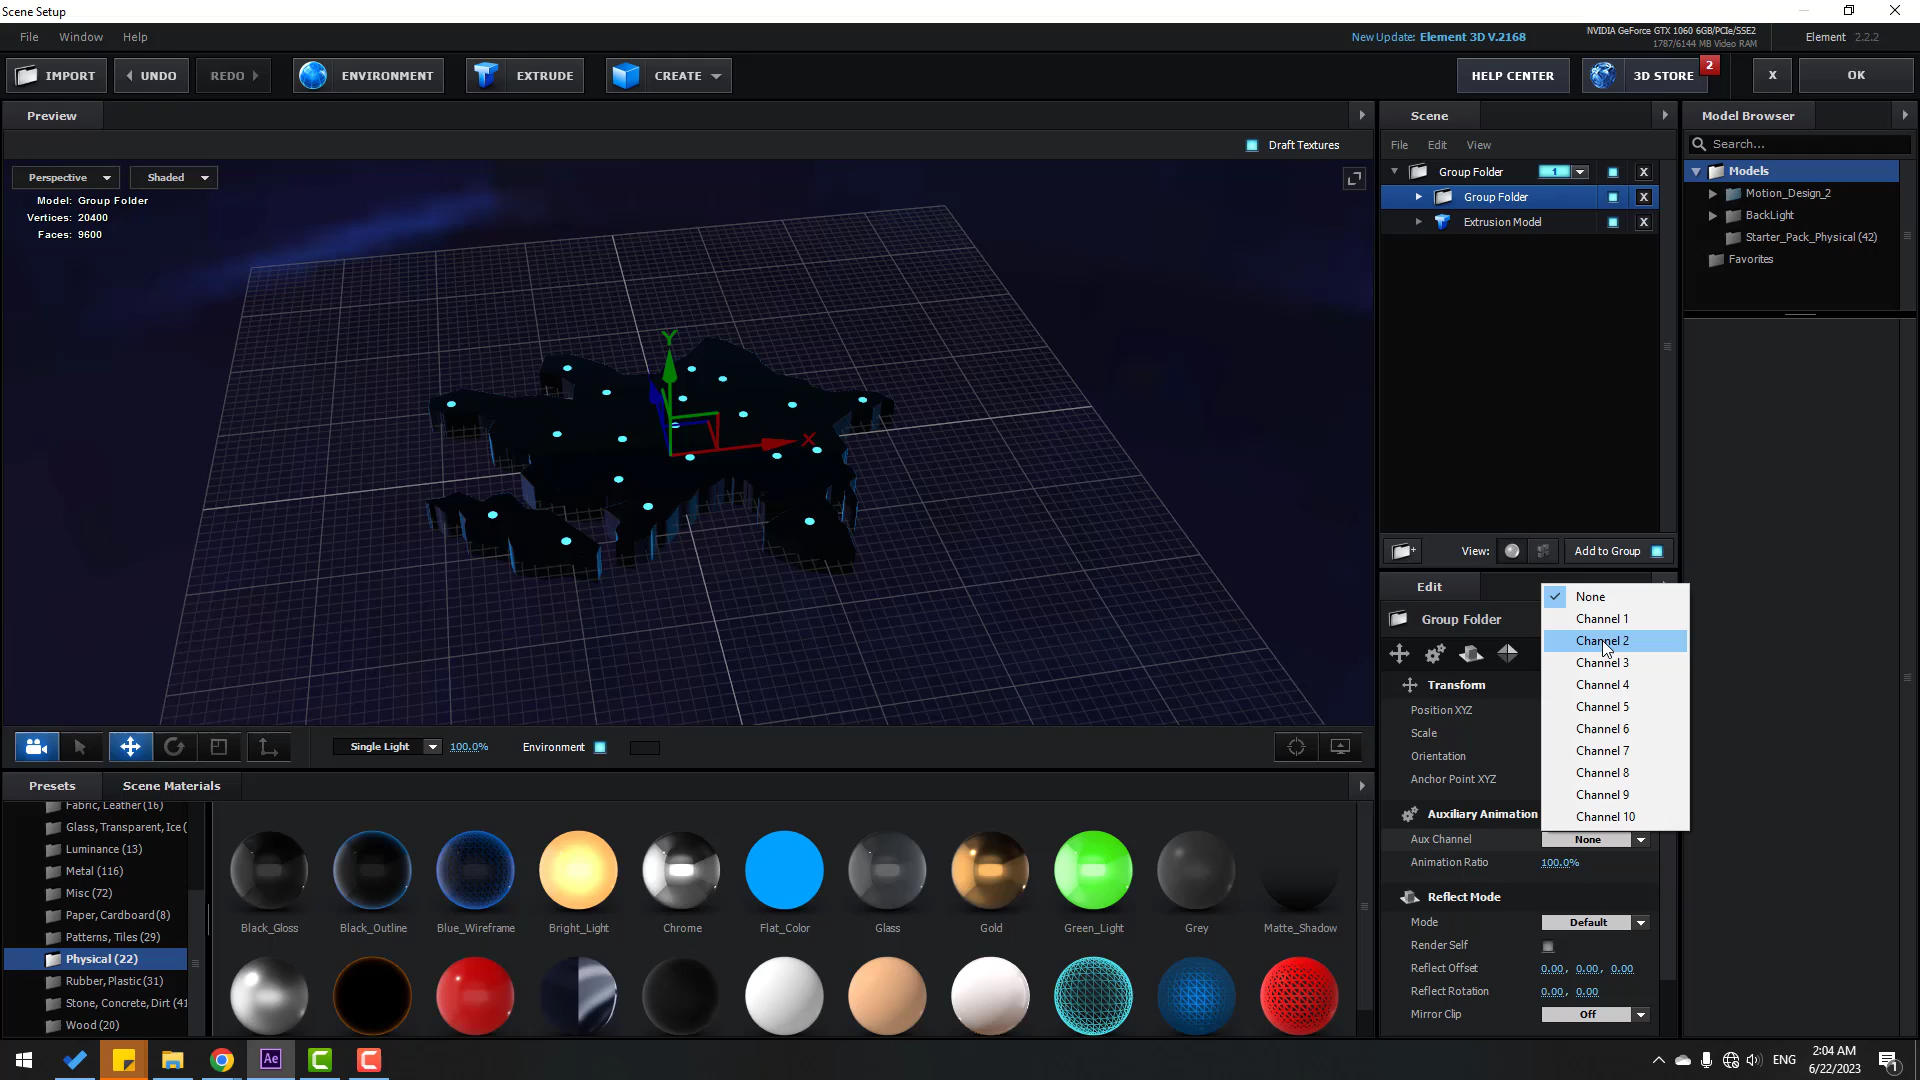 Scene Setup
File Window Help
New Update: Element 3D V.2168
NVIDIA GeForce GTX 1060 6GB/PCIe/SSE2
1787/6144 MB Video RAM
Element 2.2.2
IMPORT UNDO REDO ENVIRONMENT EXTRUDE CREATE HELP CENTER 3D STORE 2 X OK
Preview
Draft Textures
Perspective Shaded
Model: Group Folder
Vertices: 20400
Faces: 9600
Y
X
Single Light 100.0% Environment
Scene
File Edit View
Group Folder 1 X
Group Folder X
Extrusion Model X
View: Add to Group
Model Browser
Search...
Models
Motion_Design_2
BackLight
Starter_Pack_Physical (42)
Favorites
Edit
Group Folder
Transform
Position XYZ
Scale
Orientation
Anchor Point XYZ
Auxiliary Animation
Aux Channel None
Animation Ratio 100.0%
Reflect Mode
Mode Default
Render Self
Reflect Offset 0.00, 0.00, 0.00
Reflect Rotation 0.00, 0.00
Mirror Clip Off
None
Channel 1
Channel 2
Channel 3
Channel 4
Channel 5
Channel 6
Channel 7
Channel 8
Channel 9
Channel 10
Presets Scene Materials
Fabric, Leather (16)
Glass, Transparent, Ice (
Luminance (13)
Metal (116)
Misc (72)
Paper, Cardboard (8)
Patterns, Tiles (29)
Physical (22)
Rubber, Plastic (31)
Stone, Concrete, Dirt (41
Wood (20)
Black_Gloss Black_Outline Blue_Wireframe Bright_Light Chrome Flat_Color Glass Gold Green_Light Grey Matte_Shadow
Ae
C
C
ENG
2:04 AM
6/22/2023
1